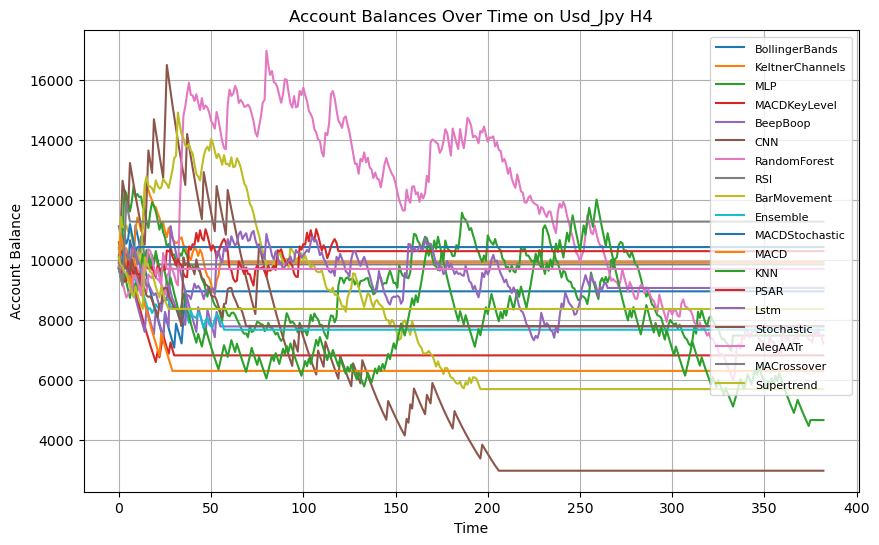 Account Balances Over Time on Usd_Jpy H4
Account Balance
16000
14000
12000
10000
8000
6000
4000
0
50
100
150
200
250
300
350
400
Time
BollingerBands
KeltnerChannels
MLP
MACDKeyLevel
BeepBoop
CNN
RandomForest
RSI
BarMovement
Ensemble
MACDStochastic
MACD
KNN
PSAR
Lstm
Stochastic
AlegAATr
MACrossover
Supertrend